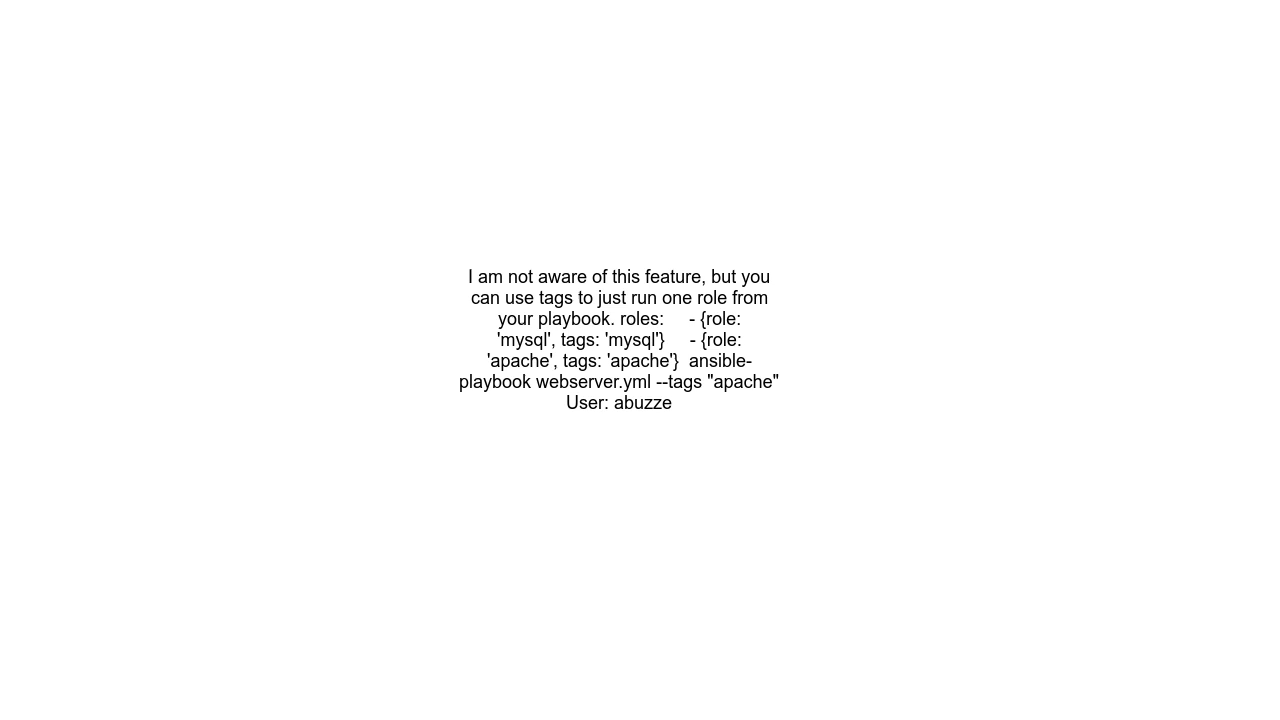 I am not aware of this feature, but you
can use tags to just run one role from
your playbook. roles:     - {role:
'mysql', tags: 'mysql'}     - {role:
'apache', tags: 'apache'}  ansible-
playbook webserver.yml --tags "apache"
User: abuzze